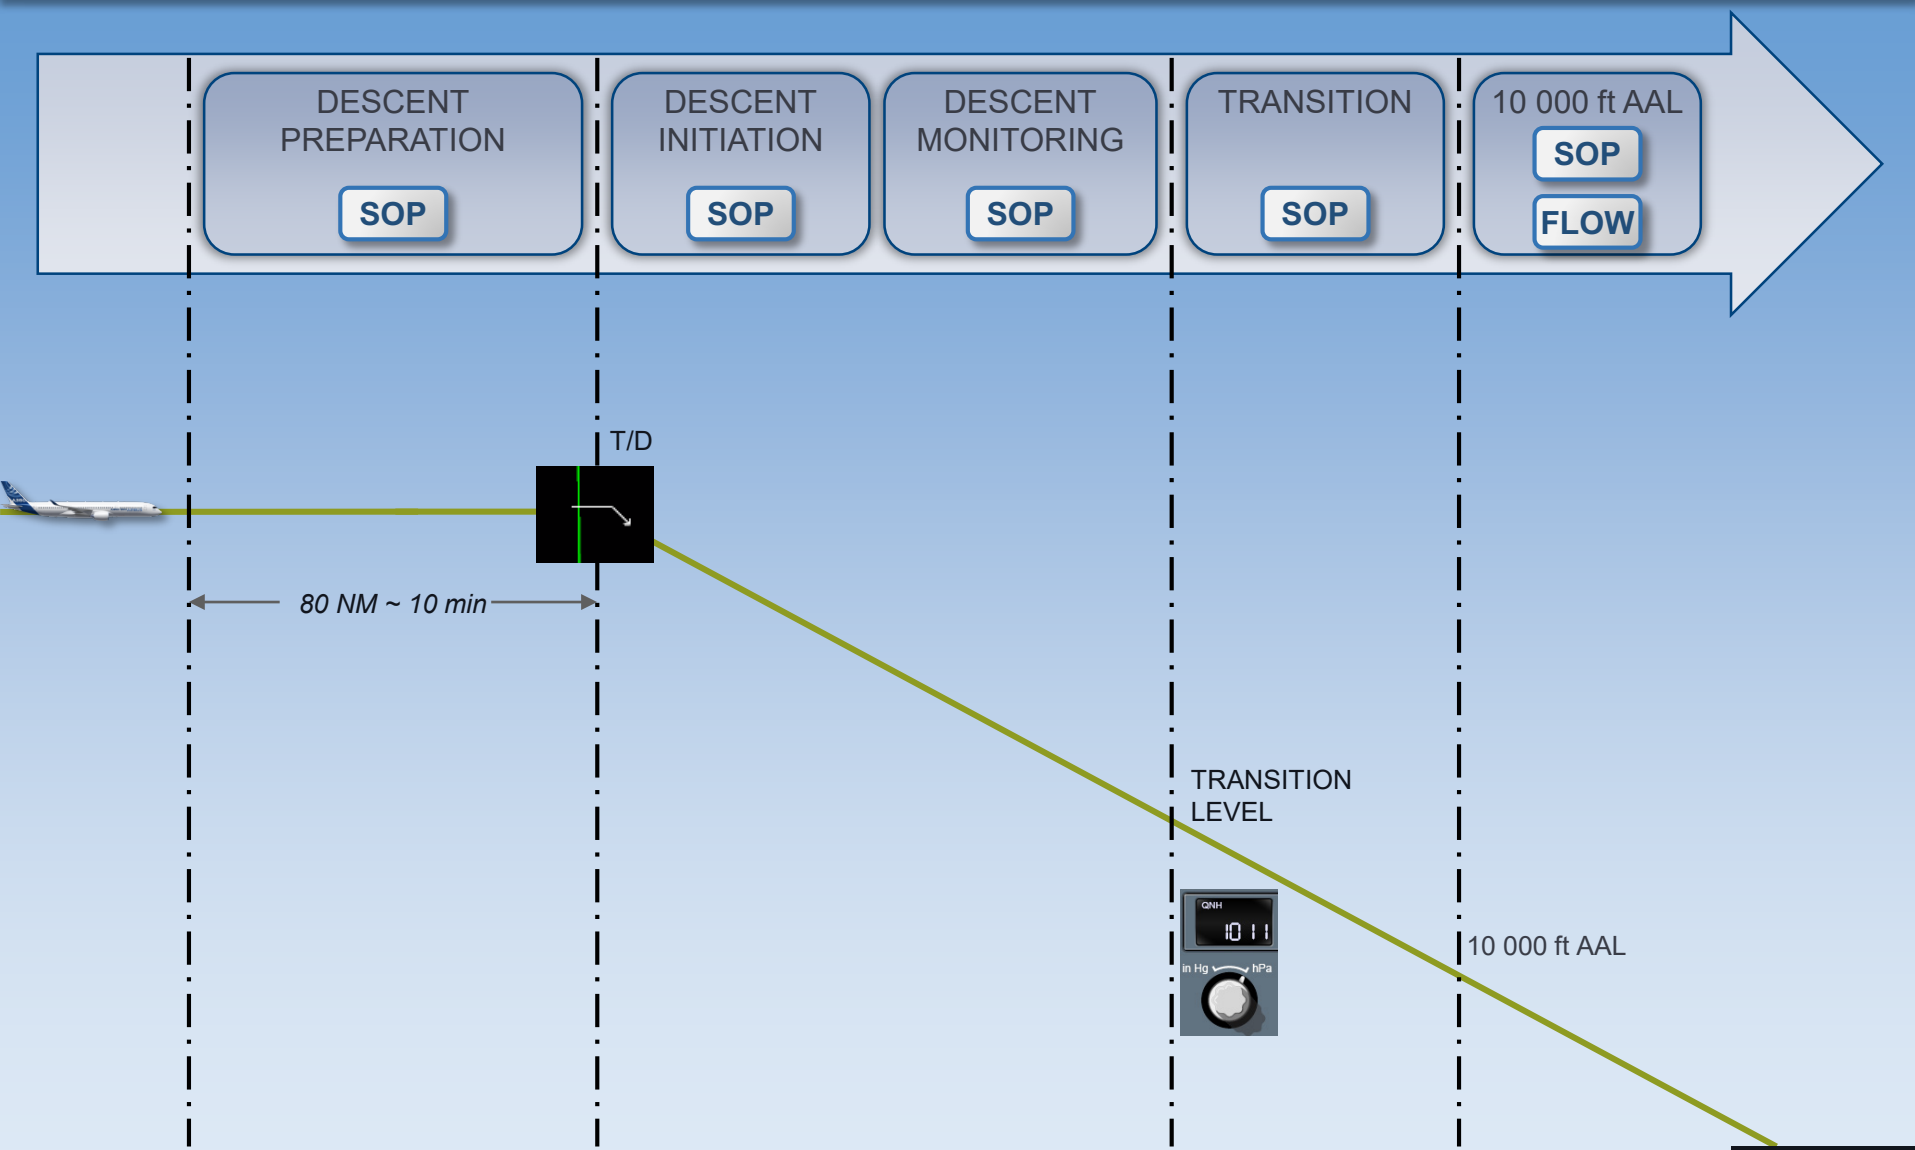 DESCENT
PREPARATION
SOP
DESCENT
INITIATION
SOP
DESCENT
MONITORING
SOP
TRANSITION
SOP
10 000 ft AAL
SOP
FLOW
T/D
80 NM ~ 10 min
TRANSITION
LEVEL
QNH
1011
in Hg hPa
10 000 ft AAL